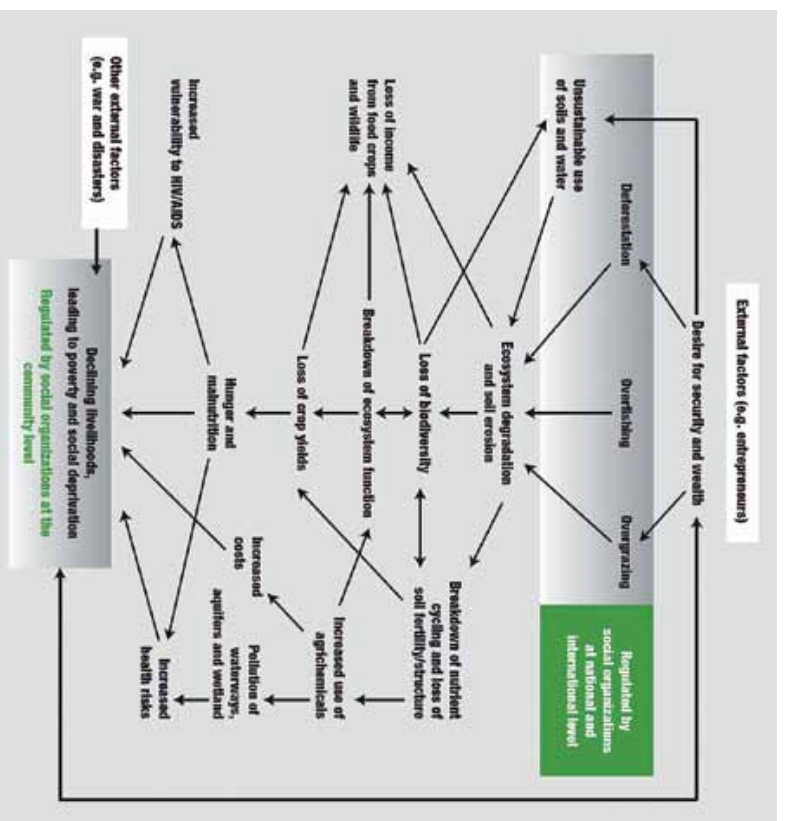 External factors (e.g. entrepreneurs)
Desire for security and wealth
Deforestation
Overfishing
Overgrazing
Regulated by
social organizations
at national and
international level
Unsustainable use
of soils and water
Ecosystem degradation
and soil erosion
Loss of income
from food crops
and wildlife
Loss of biodiversity
Breakdown of nutrient
cycling and loss of
soil fertility/structure
Breakdown of ecosystem function
Loss of crop yields
Increased use of
agrichemicals
Increased
vulnerability to HIV/AIDS
Hunger and
malnutrition
Increased
costs
Pollution of
waterways,
aquifers and wetland
Increased
health risks
Other external factors
(e.g. war and disasters)
Declining livelihoods,
leading to poverty and social deprivation
Regulated by social organizations at the
community level